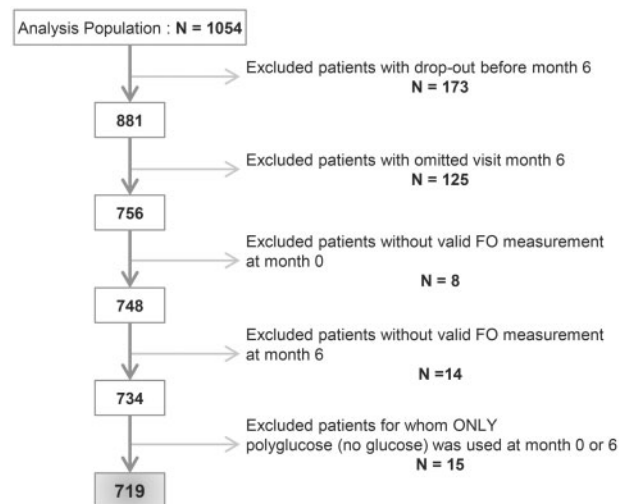 Analysis Population : N = 1054
Excluded patients with drop-out before month 6
N = 173
881
Excluded patients with omitted visit month 6
N = 125
756
Excluded patients without valid FO measurement
at month 0
N = 8
748
Excluded patients without valid FO measurement
at month 6
N =14
734
Excluded patients for whom ONLY
polyglucose (no glucose) was used at month 0 or 6
N = 15
719